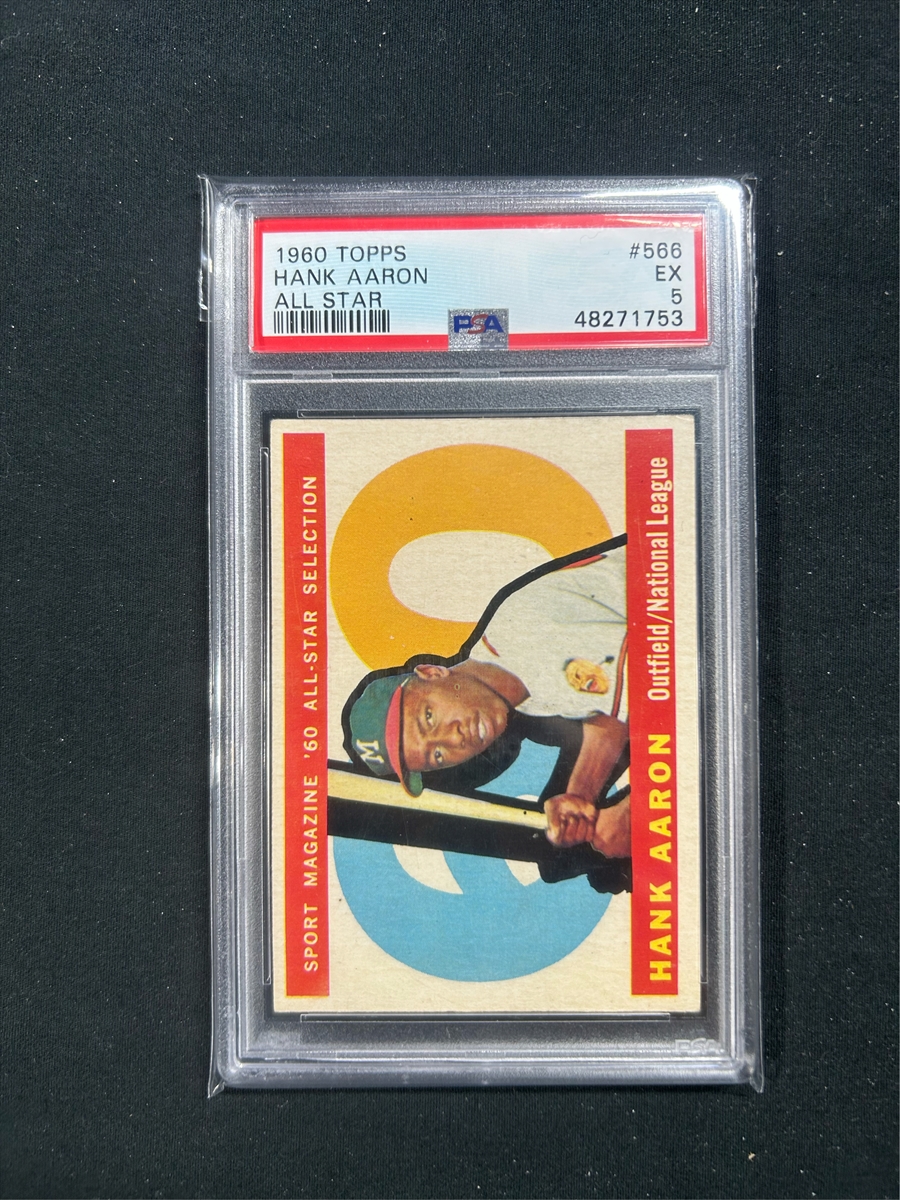 1960 TOPPS #566
HANK AARON EX
ALL STAR 5
PSA 48271753
SPORT MAGAZINE '60 ALL-STAR SELECTION
M
HANK AARON Outfield/National League
PSA